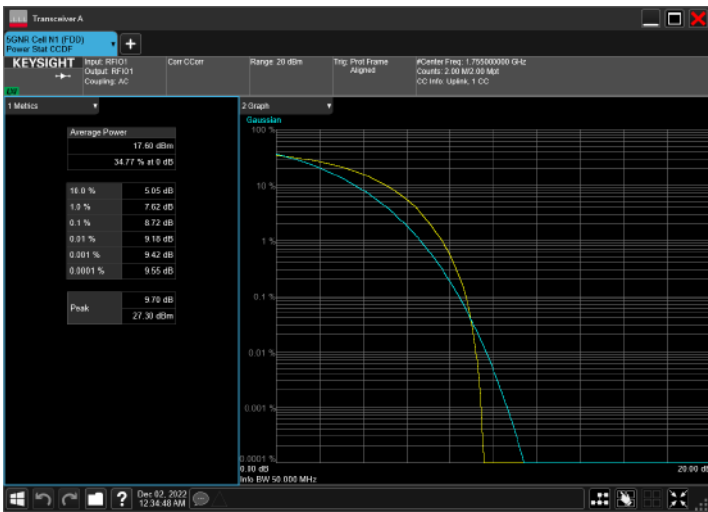 Transceiver A
5GNR Cell N1 (FDD)
Power Stat CCDF
KEYSIGHT
Input: RFIO1
Output: RFIO1
Coupling: AC
Corr CCorr
Range: 20 dBm
Trig: Prot Frame
Aligned
#Center Freq: 1.755000000 GHz
Counts: 2.00 M/2.00 Mpt
CC Info: Uplink, 1 CC
1 Metrics
Average Power
17.60 dBm
34.77 % at 0 dB
10.0 % 5.05 dB
1.0 % 7.62 dB
0.1 % 8.72 dB
0.01 % 9.18 dB
0.001 % 9.42 dB
0.0001 % 9.55 dB
Peak
9.70 dB
27.30 dBm
2 Graph
Gaussian
100 %
10 %
1 %
0.1 %
0.01 %
0.001 %
0.0001 %
0.00 dB
20.00 dB
Info BW 50.000 MHz
?
Dec 02, 2022
12:34:48 AM